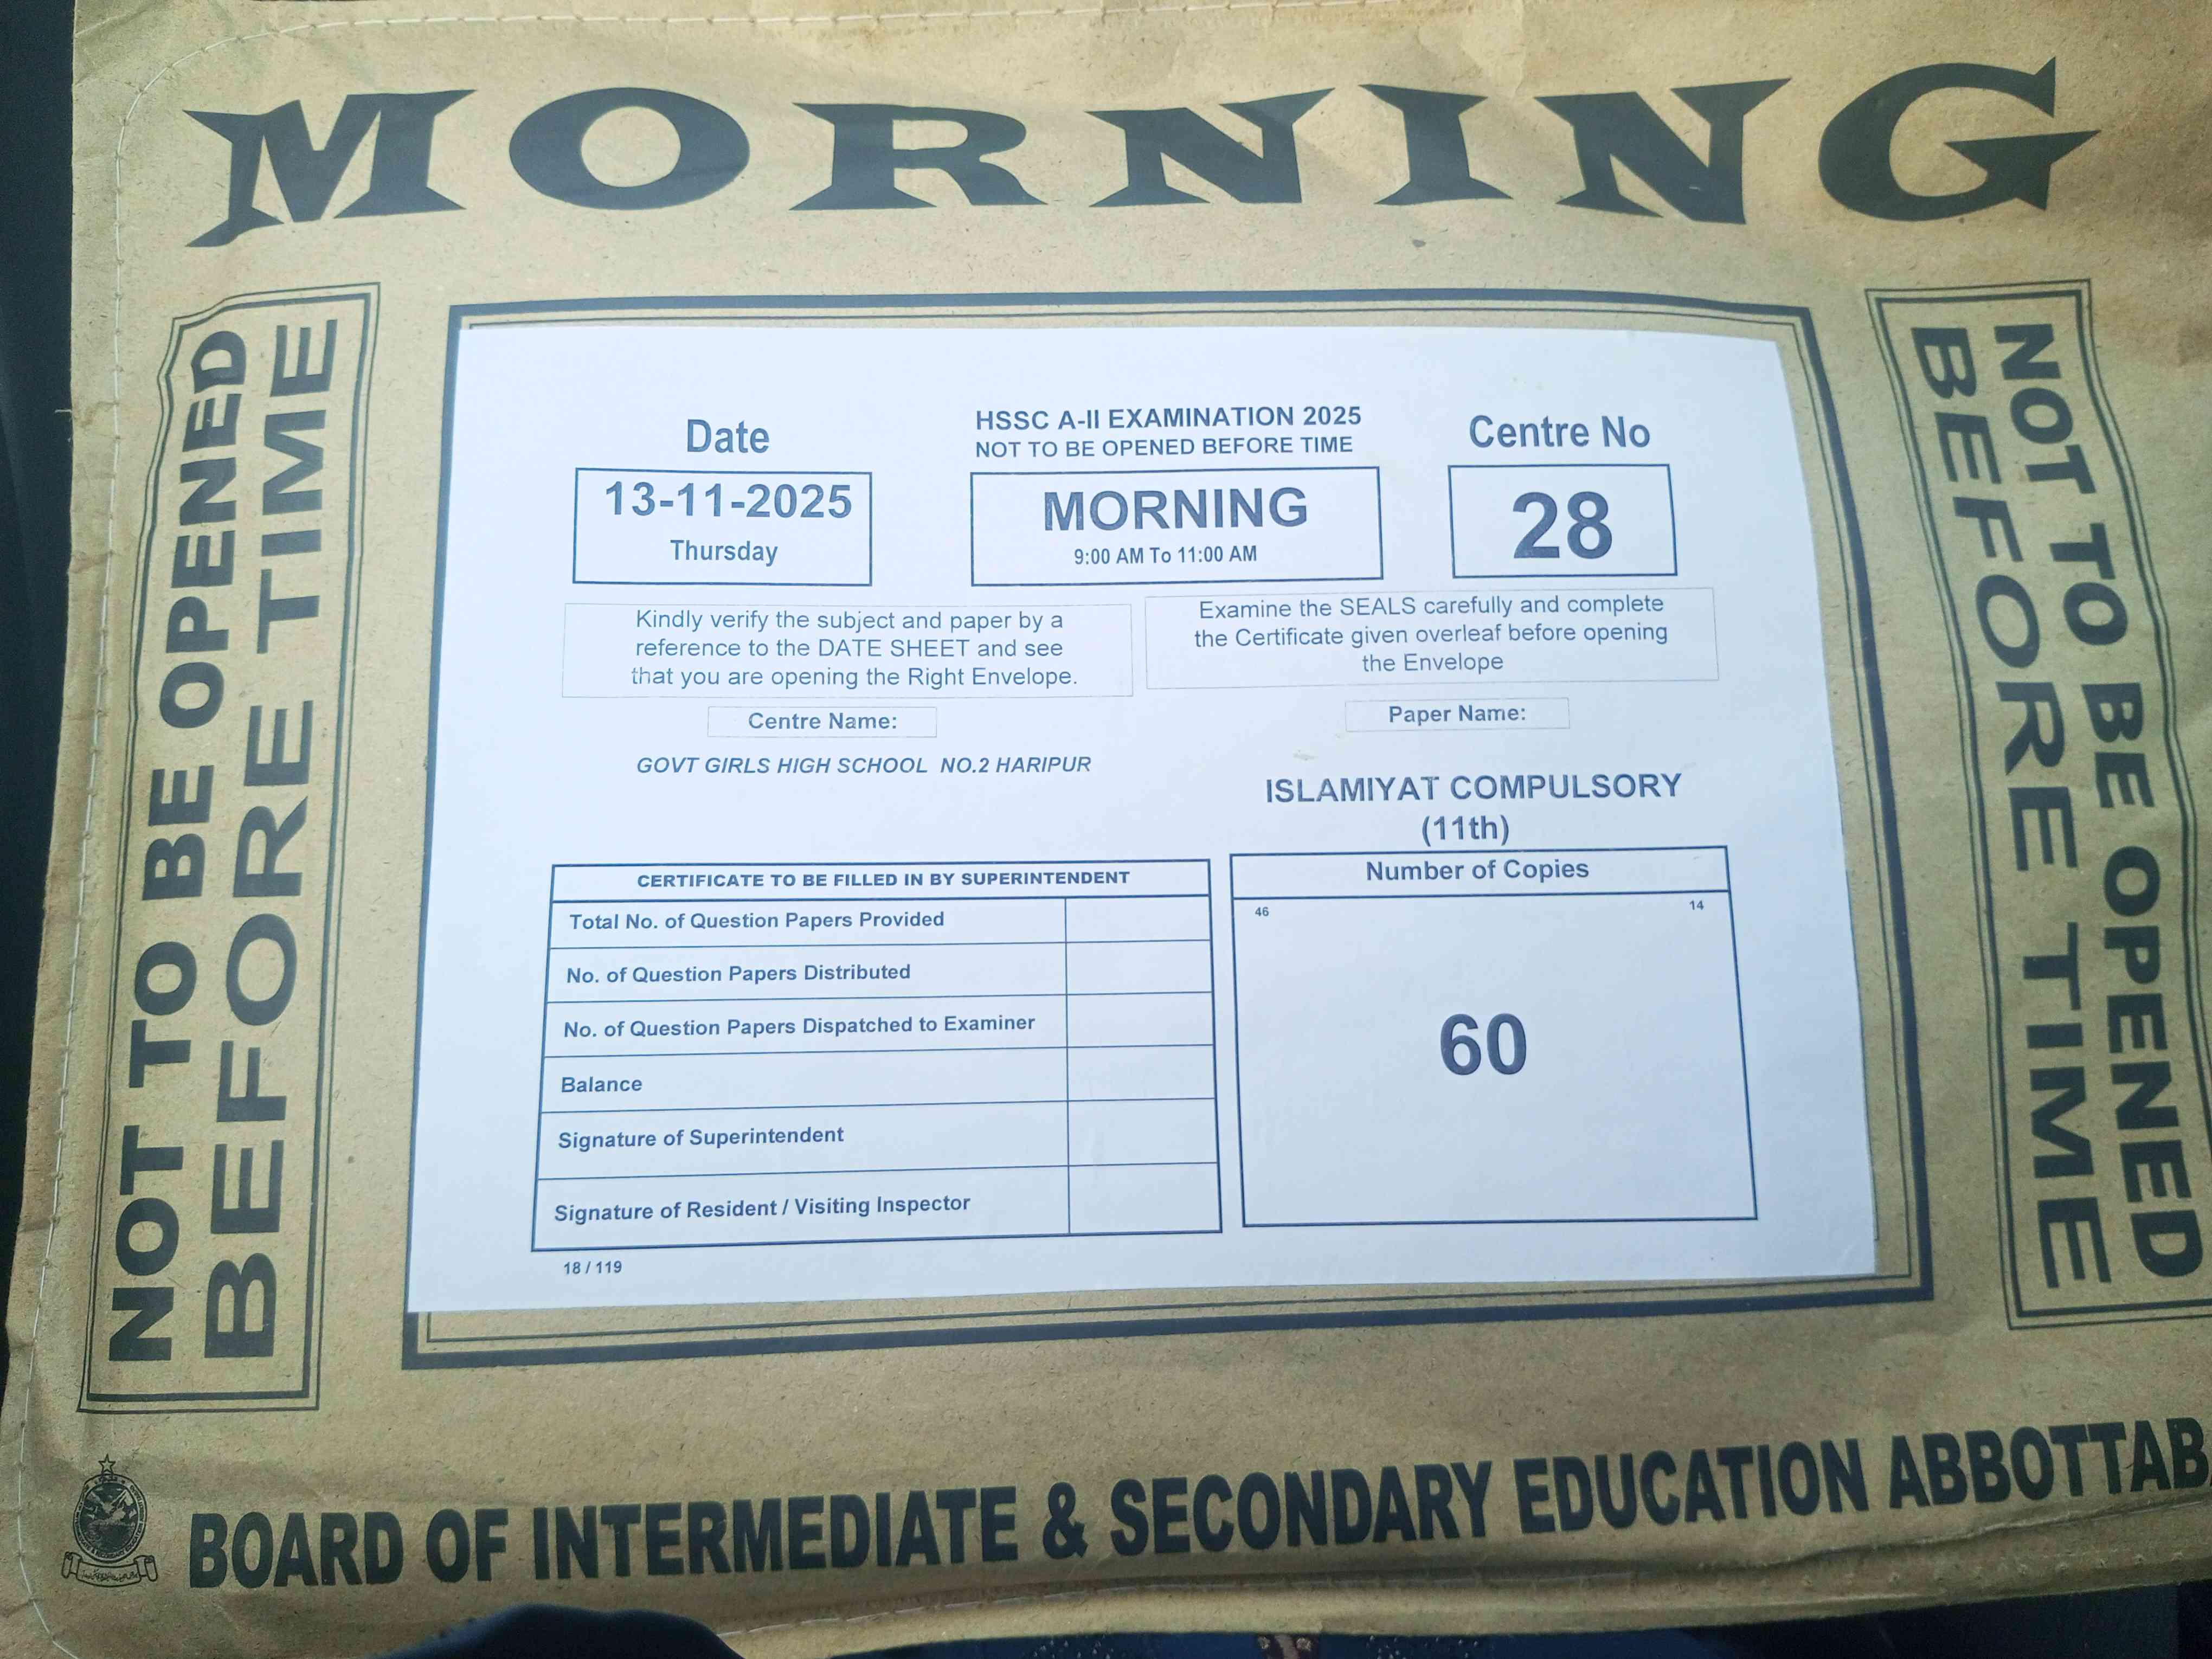 MORNING
NOT TO BE OPENED
BEFORE TIME
Date
13-11-2025
Thursday
HSSC A-II EXAMINATION 2025
NOT TO BE OPENED BEFORE TIME
MORNING
9:00 AM To 11:00 AM
Centre No
28
Kindly verify the subject and paper by a
reference to the DATE SHEET and see
that you are opening the Right Envelope.
Examine the SEALS carefully and complete
the Certificate given overleaf before opening
the Envelope
Centre Name:
GOVT GIRLS HIGH SCHOOL NO.2 HARIPUR
Paper Name:
ISLAMIYAT COMPULSORY
(11th)
CERTIFICATE TO BE FILLED IN BY SUPERINTENDENT
Total No. of Question Papers Provided
No. of Question Papers Distributed
No. of Question Papers Dispatched to Examiner
Balance
Signature of Superintendent
Signature of Resident / Visiting Inspector
18 / 119
Number of Copies
46 14
60
NOT TO BE OPENED
BEFORE TIME
BOARD OF INTERMEDIATE & SECONDARY EDUCATION ABBOTTAB